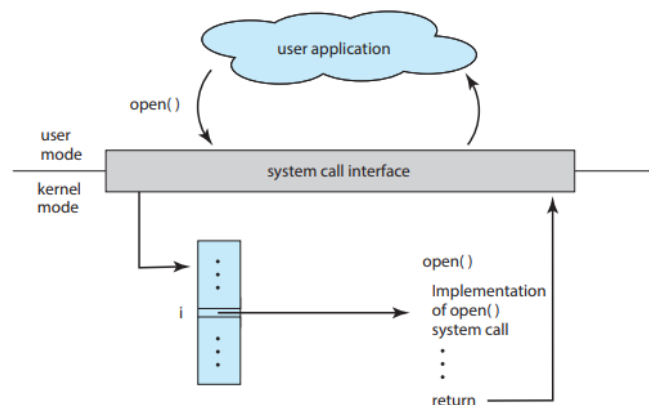 user application
open( )
user
mode
system call interface
kernel
mode
open( )
i
Implementation
of open( )
system call
return